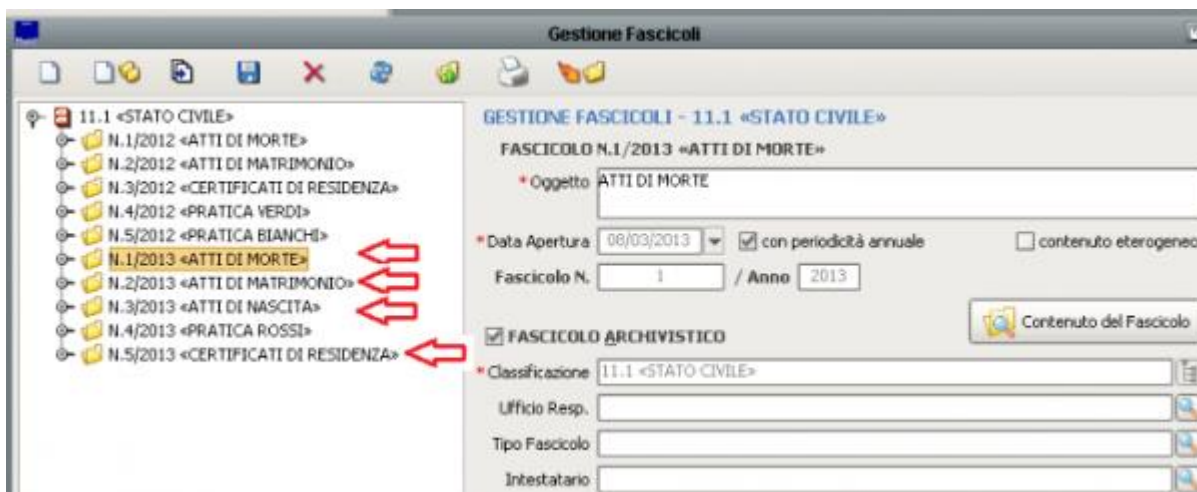 Gestione Fascicoli
11.1 «STATO CIVILE»
N.1/2012 «ATTI DI MORTE»
N.2/2012 «ATTI DI MATRIMONIO»
N.3/2012 «CERTIFICATI DI RESIDENZA»
N.4/2012 «PRATICA VERDI»
N.5/2012 «PRATICA BIANCHI»
N.1/2013 «ATTI DI MORTE»
N.2/2013 «ATTI DI MATRIMONIO»
N.3/2013 «ATTI DI NASCITA»
N.4/2013 «PRATICA ROSSI»
N.5/2013 «CERTIFICATI DI RESIDENZA»
GESTIONE FASCICOLI - 11.1 «STATO CIVILE»
FASCICOLO N.1/2013 «ATTI DI MORTE»
* Oggetto ATTI DI MORTE
* Data Apertura 08/03/2013 con periodicità annuale contenuto eterogeneo
Fascicolo N. 1 / Anno 2013
Contenuto del Fascicolo
FASCICOLO ARCHIVISTICO
* Classificazione 11.1 «STATO CIVILE»
Ufficio Resp.
Tipo Fascicolo
Intestatario